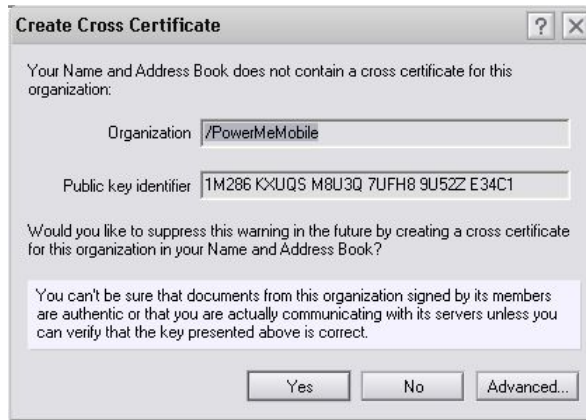 Create Cross Certificate
?
Your Name and Address Book does not contain a cross certificate for this
organization:
Organization /PowerMeMobile
Public key identifier 1M286 KXUQS M8U3Q 7UFH8 9U52Z E34C1
Would you like to suppress this warning in the future by creating a cross certificate
for this organization in your Name and Address Book?
You can't be sure that documents from this organization signed by its members
are authentic or that you are actually communicating with its servers unless you
can verify that the key presented above is correct.
Yes No Advanced...